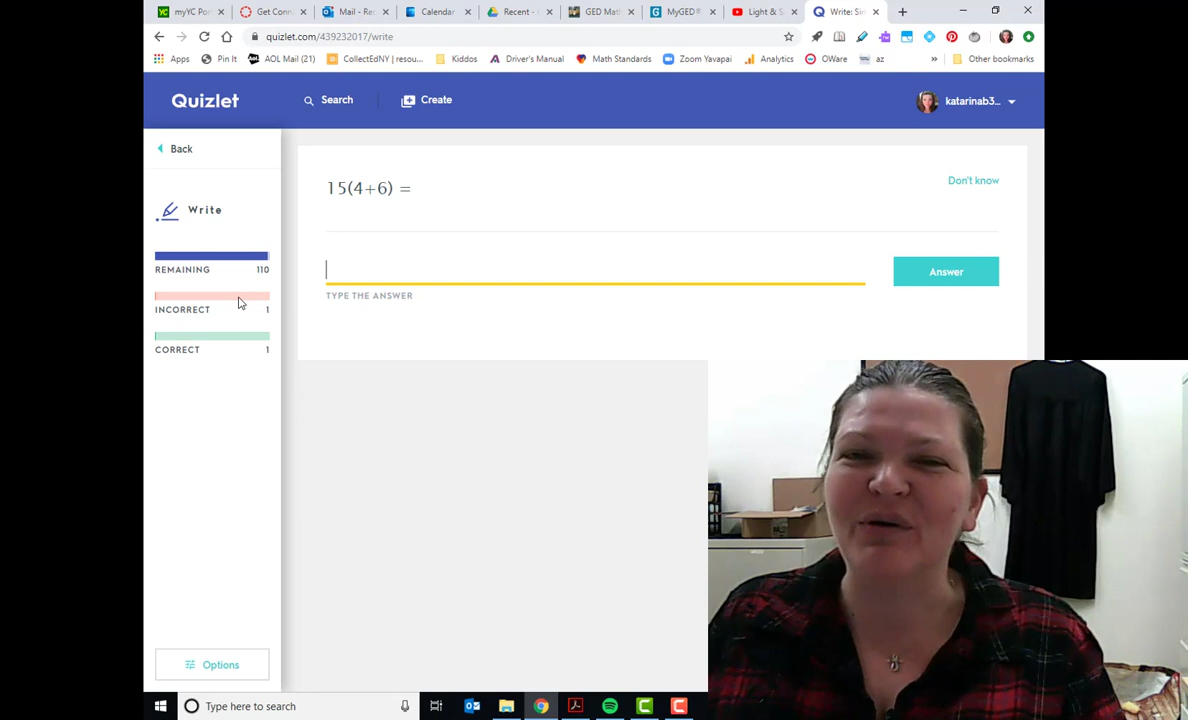 myYC Por
Get Conn
Mail - Rec
Calendar
Recent - G
GED Math
MyGED®
Light & S
Write: Sim
quizlet.com/439232017/write
Apps
Pin It
AOL Mail (21)
CollectEdNY | resou...
Kiddos
Driver's Manual
Math Standards
Zoom Yavapai
Analytics
OWare
az
»
Other bookmarks
Quizlet
Search
Create
katarinab3...
Back
15(4+6) =
Don't know
Write
REMAINING 110
Answer
TYPE THE ANSWER
INCORRECT 1
CORRECT 1
Options
Type here to search